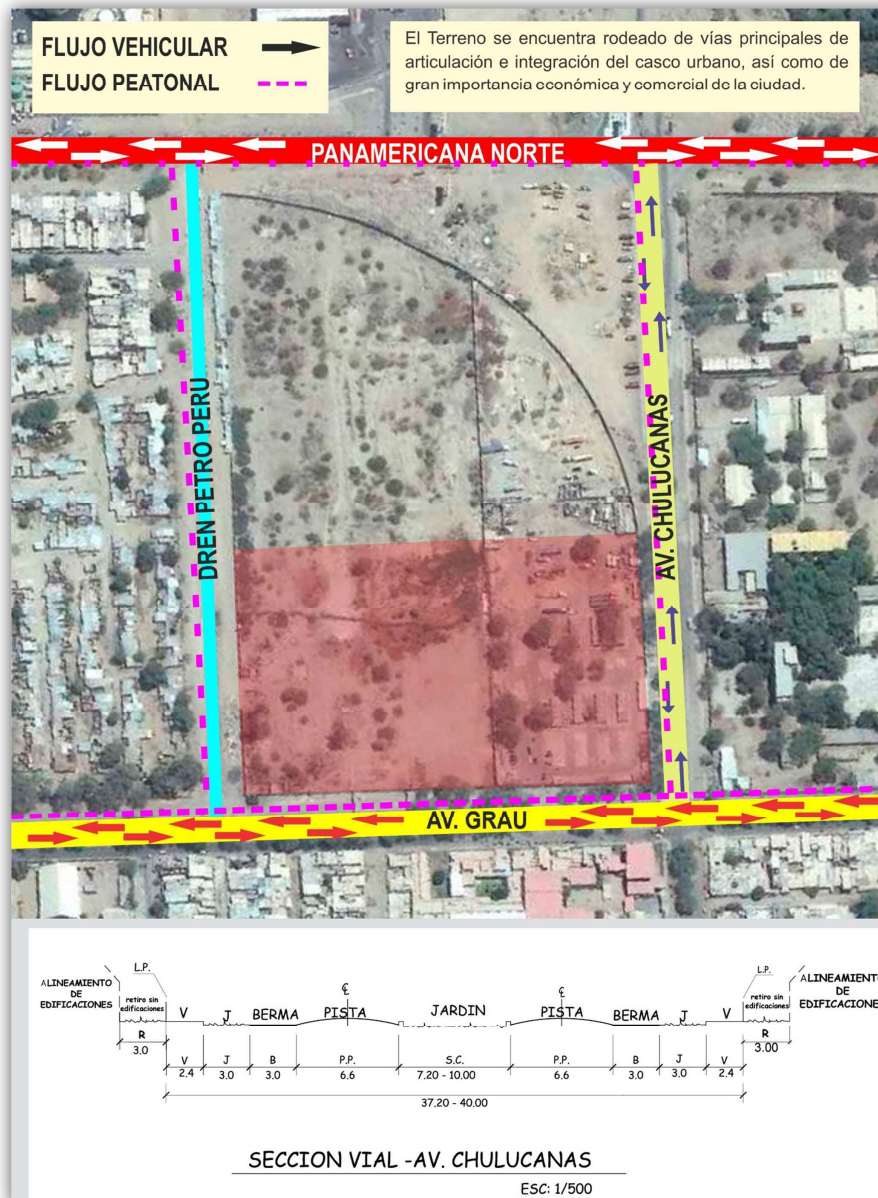 FLUJO VEHICULAR
FLUJO PEATONAL
El Terreno se encuentra rodeado de vías principales de
articulación e integración del casco urbano, así como de
gran importancia económica y comercial de la ciudad.
PANAMERICANA NORTE
DREN PETRO PERU
AV. CHULUCANAS
AV. GRAU
ALINEAMIENTO
DE
EDIFICACIONES
L.P.
retiro sin
edificaciones
V J BERMA PISTA JARDIN PISTA BERMA J V
L.P.
retiro sin
edificaciones
ALINEAMIENTO
DE
EDIFICACIONE
R R
3.0 3.00
V J B P.P. S.C. P.P. B J V
2.4 3.0 3.0 6.6 7.20 - 10.00 6.6 3.0 3.0 2.4
37.20 - 40.00
SECCION VIAL -AV. CHULUCANAS
ESC: 1/500